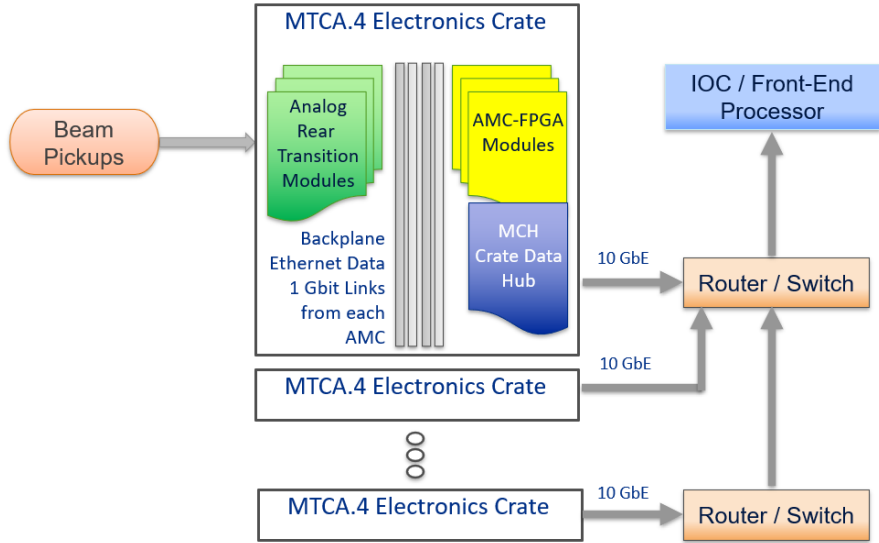 MTCA.4 Electronics Crate
Beam
Pickups
Analog
Rear
Transition
Modules
AMC-FPGA
Modules
MCH
Crate Data
Hub
Backplane
Ethernet Data
1 Gbit Links
from each
AMC
IOC / Front-End
Processor
10 GbE
Router / Switch
10 GbE
MTCA.4 Electronics Crate
10 GbE
MTCA.4 Electronics Crate
Router / Switch